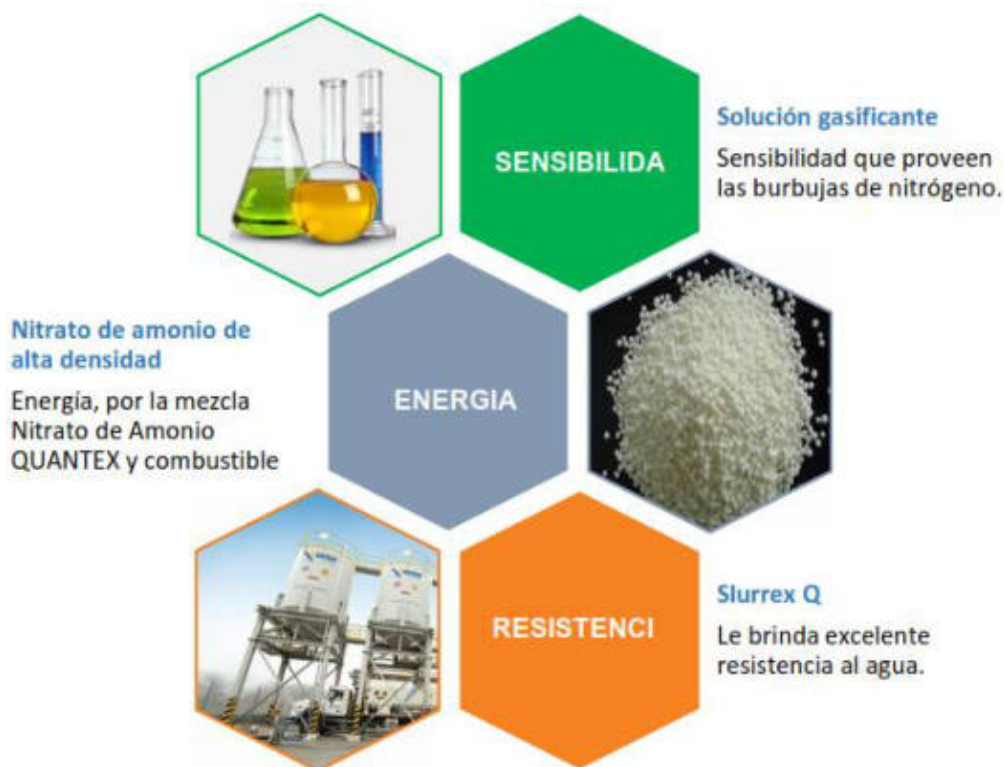 SENSIBILIDA
Solución gasificante
Sensibilidad que proveen
las burbujas de nitrógeno.
Nitrato de amonio de
alta densidad
Energía, por la mezcla
Nitrato de Amonio
QUANTEX y combustible
ENERGIA
RESISTENCI
Slurrex Q
Le brinda excelente
resistencia al agua.